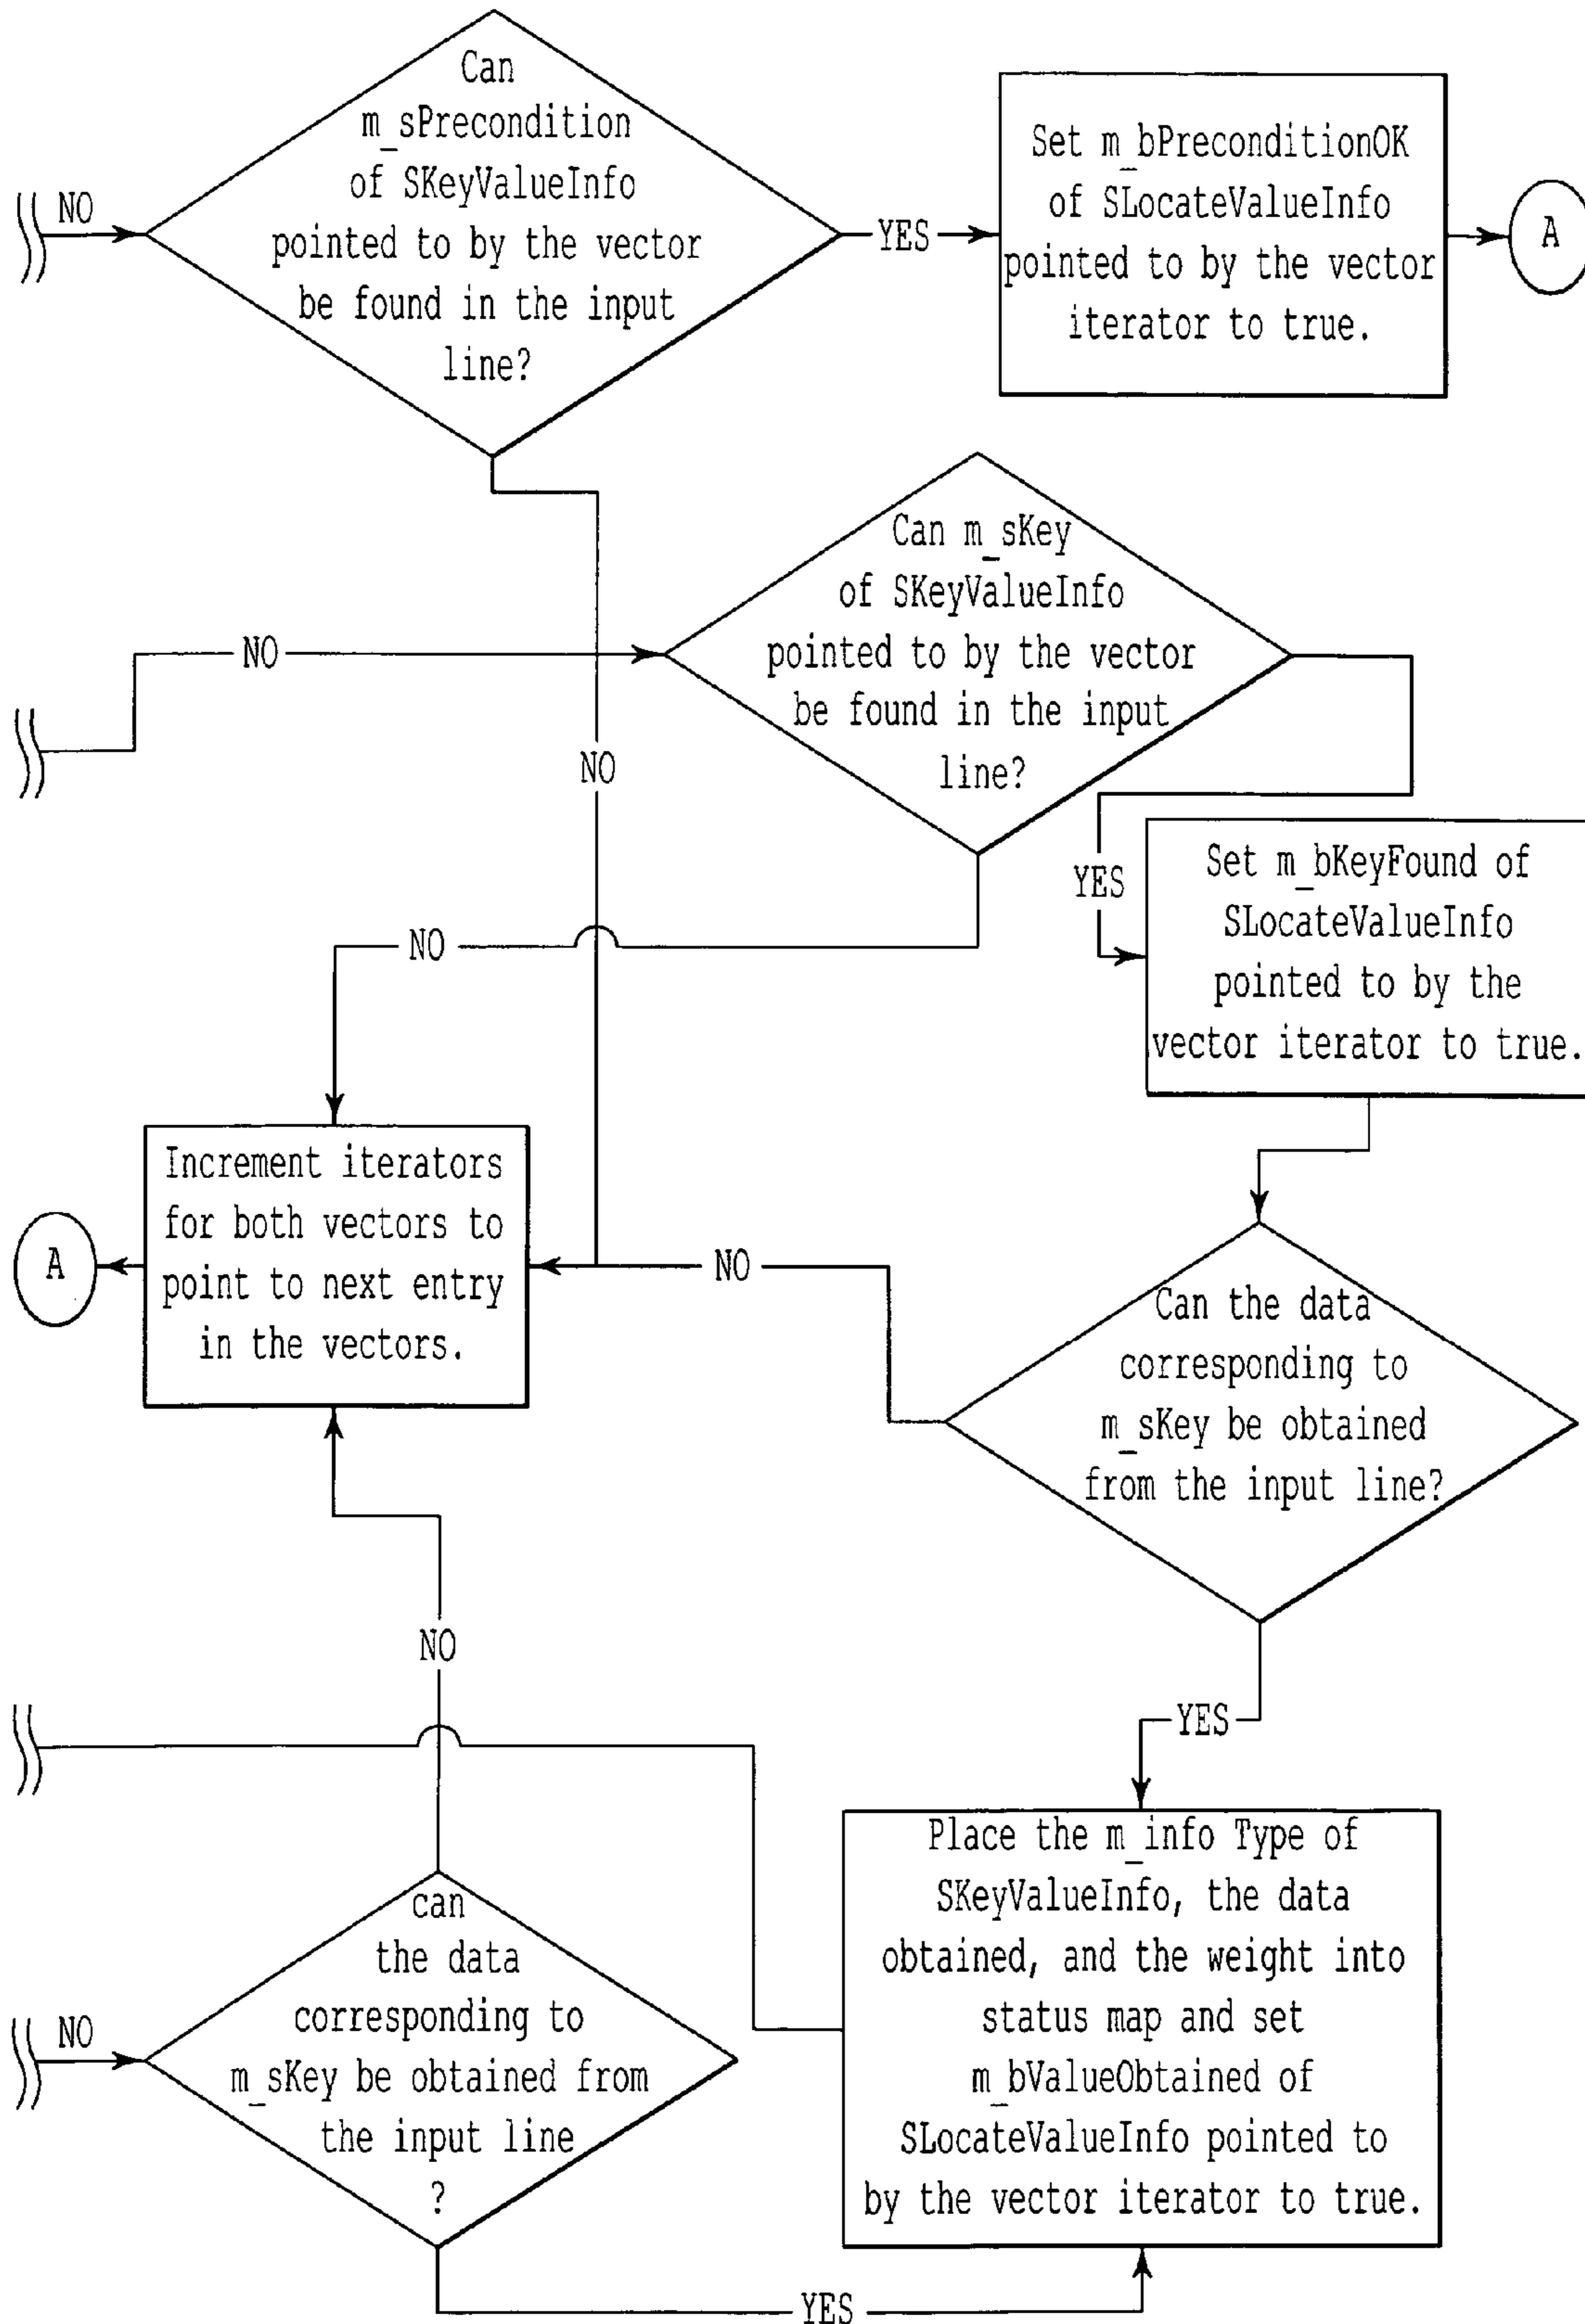 Can
m_sPrecondition
of SKeyValueInfo
pointed to by the vector
be found in the input
line?
NO
YES
Set m_bPreconditionOK
of SLocateValueInfo
pointed to by the vector
iterator to true.
A
NO
Can m_sKey
of SKeyValueInfo
pointed to by the vector
be found in the input
line?
NO
YES
Set m_bKeyFound of
SLocateValueInfo
pointed to by the
vector iterator to true.
NO
Increment iterators
for both vectors to
point to next entry
in the vectors.
A
NO
Can the data
corresponding to
m_sKey be obtained
from the input line?
NO
YES
Place the m_info Type of
SKeyValueInfo, the data
obtained, and the weight into
status map and set
m_bValueObtained of
SLocateValueInfo pointed to
by the vector iterator to true.
NO
can
the data
corresponding to
m_sKey be obtained from
the input line
?
YES